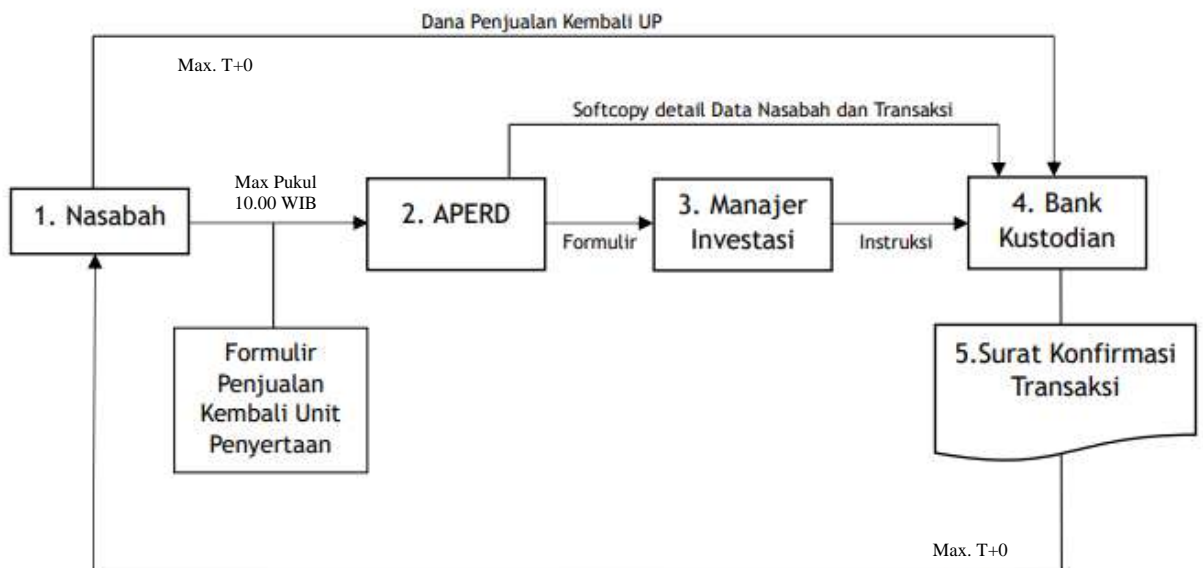 Dana Penjualan Kembali UP
Max. T+0
Softcopy detail Data Nasabah dan Transaksi
1. Nasabah
Max Pukul
10.00 WIB
2. APERD
Formulir
3. Manajer
Investasi
Instruksi
4. Bank
Kustodian
Formulir
Penjualan
Kembali Unit
Penyertaan
5.Surat Konfirmasi
Transaksi
Max. T+0